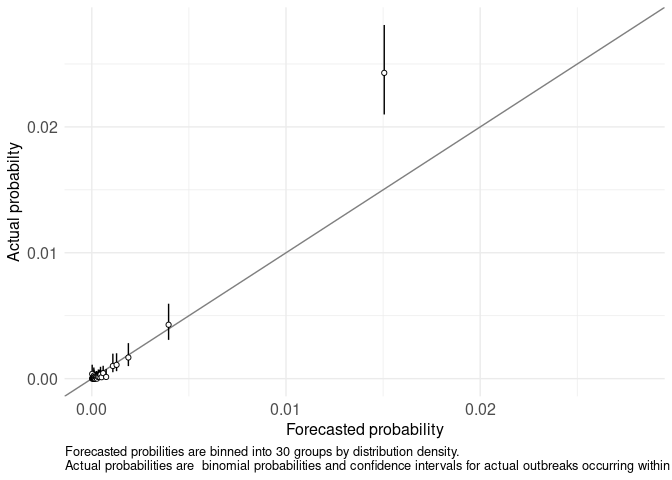 0.02
0.01
0.00
Actual probabilty
0.00
0.01
0.02
Forecasted probability
Forecasted probilities are binned into 30 groups by distribution density.
Actual probabilities are  binomial probabilities and confidence intervals for actual outbreaks occurring within